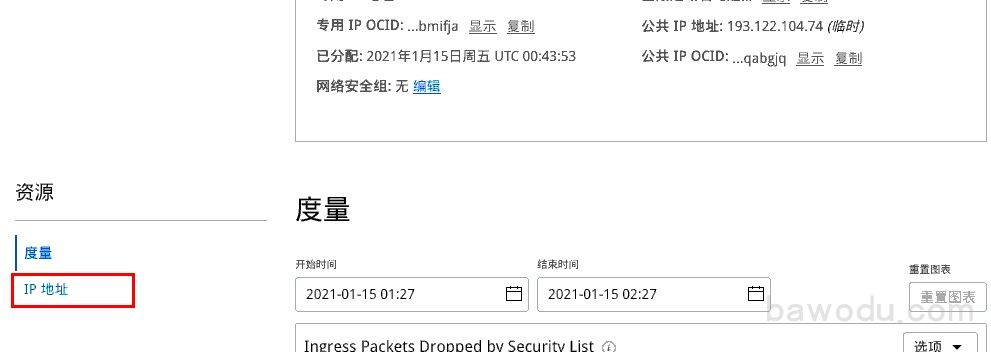 专用 IP OCID: ...bmifja 显示 复制
公共 IP 地址: 193.122.104.74 (临时)
已分配: 2021年1月15日周五 UTC 00:43:53
公共 IP OCID: ...qabgjq 显示 复制
网络安全组: 无 编辑
资源
度量
IP 地址
度量
开始时间
结束时间
重置图表
2021-01-15 01:27
2021-01-15 02:27
重置图表
bawodu.com
Ingress Packets Dropped by Security List
选项